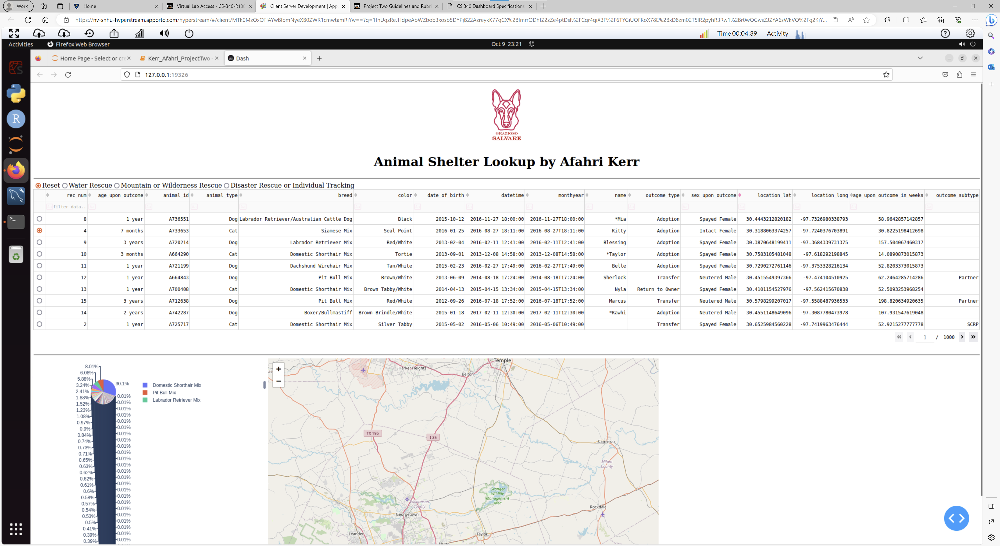 Work
Home
Virtual Lab Access - CS-340-R188
Client Server Development | App
Project Two Guidelines and Rubri
CS 340 Dashboard Specifications
Time 00:04:39 Activity
Activities Firefox Web Browser Oct 9 23:21
Home Page - Select or cre
Kerr_Afahri_ProjectTwo -
Dash
127.0.0.1:19326
GRAZIOSO
SALVARE
Animal Shelter Lookup by Afahri Kerr
Reset Water Rescue Mountain or Wilderness Rescue Disaster Rescue or Individual Tracking
rec_num age_upon_outcome animal_id animal_type breed color date_of_birth datetime monthyear name outcome_type sex_upon_outcome location_lat location_long age_upon_outcome_in_weeks outcome_subtype
filter data..
8 1 year A736551 Dog Labrador Retriever/Australian Cattle Dog Black 2015-10-12 2016-11-27 18:00:00 2016-11-27T18:00:00 *Mia Adoption Spayed Female 30.4443212820182 -97.7326980338793 58.9642857142857
4 7 months A733653 Cat Siamese Mix Seal Point 2016-01-25 2016-08-27 18:11:00 2016-08-27T18:11:00 Kitty Adoption Intact Female 30.3188063374257 -97.7240376703891 30.8225198412698
9 3 years A720214 Dog Labrador Retriever Mix Red/White 2013-02-04 2016-02-11 12:41:00 2016-02-11T12:41:00 Blessing Adoption Spayed Female 30.3870648199411 -97.3684339731375 157.504067460317
10 3 months A664290 Cat Domestic Shorthair Mix Tortie 2013-09-01 2013-12-08 14:58:00 2013-12-08T14:58:00 *Taylor Adoption Spayed Female 30.7583105481048 -97.618292198845 14.0890873015873
11 1 year A721199 Dog Dachshund Wirehair Mix Tan/White 2015-02-23 2016-02-27 17:49:00 2016-02-27T17:49:00 Belle Adoption Spayed Female 30.7290272761146 -97.3753328216134 52.8203373015873
12 1 year A664843 Dog Pit Bull Mix Brown/White 2013-06-09 2014-08-18 17:24:00 2014-08-18T17:24:00 Sherlock Transfer Neutered Male 30.4515549397366 -97.474104510925 62.2464285714286 Partner
13 1 year A700408 Cat Domestic Shorthair Mix Brown Tabby/White 2014-04-13 2015-04-15 13:34:00 2015-04-15T13:34:00 Nyla Return to Owner Spayed Female 30.4101154527976 -97.562415670838 52.5093253968254
15 3 years A712638 Dog Pit Bull Mix Red/White 2012-09-26 2016-07-18 17:52:00 2016-07-18T17:52:00 Marcus Transfer Neutered Male 30.5798299207017 -97.5588487936533 198.820634920635 Partner
14 2 years A742287 Dog Boxer/Bullmastiff Brown Brindle/White 2015-01-18 2017-02-11 12:30:00 2017-02-11T12:30:00 *Kawhi Adoption Neutered Male 30.4551148649096 -97.3087780473978 107.931547619048
2 1 year A725717 Cat Domestic Shorthair Mix Silver Tabby 2015-05-02 2016-05-06 10:49:00 2016-05-06T10:49:00 Transfer Spayed Female 30.6525984560228 -97.7419963476444 52.9215277777778 SCRP
1 / 1000
8.01%
6.08%
5.88%
3.24% 30.1%
2.41%
1.88% 0.01%
1.52% 0.01%
1.23% 0.01%
1.08% 0.01%
0.97% 0.01%
0.9% 0.01%
0.84% 0.01%
0.74% 0.01%
0.73% 0.01%
0.71% 0.01%
0.65% 0.01%
0.63% 0.01%
0.62% 0.01%
0.62% 0.01%
0.61% 0.01%
0.6% 0.01%
0.58% 0.01%
0.57% 0.01%
0.54% 0.01%
0.53% 0.01%
0.5% 0.01%
0.41% 0.01%
0.39% 0.01%
0.39% 0.01%
Domestic Shorthair Mix
Pit Bull Mix
Labrador Retriever Mix
Temple
Harker Heights
Belton
TX 195
I 35
Cameron
Milam
County
Granger
Wildlife
Management
Area
Williamson
County
Georgetown
Rockdale
Leander
Taylor
Hutto